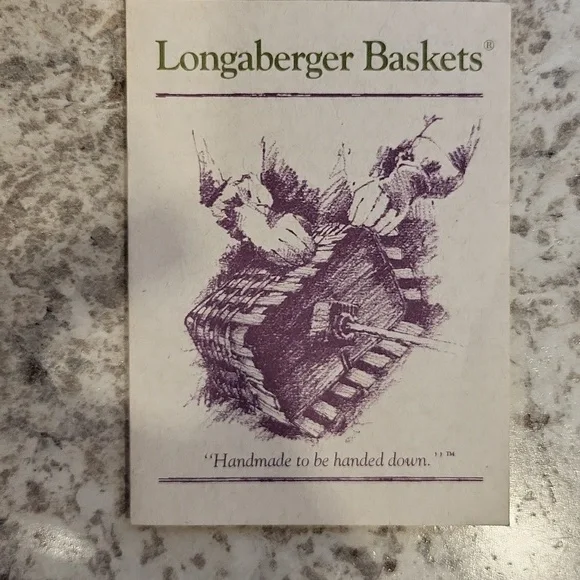 Longaberger Baskets®
"Handmade to be handed down."™